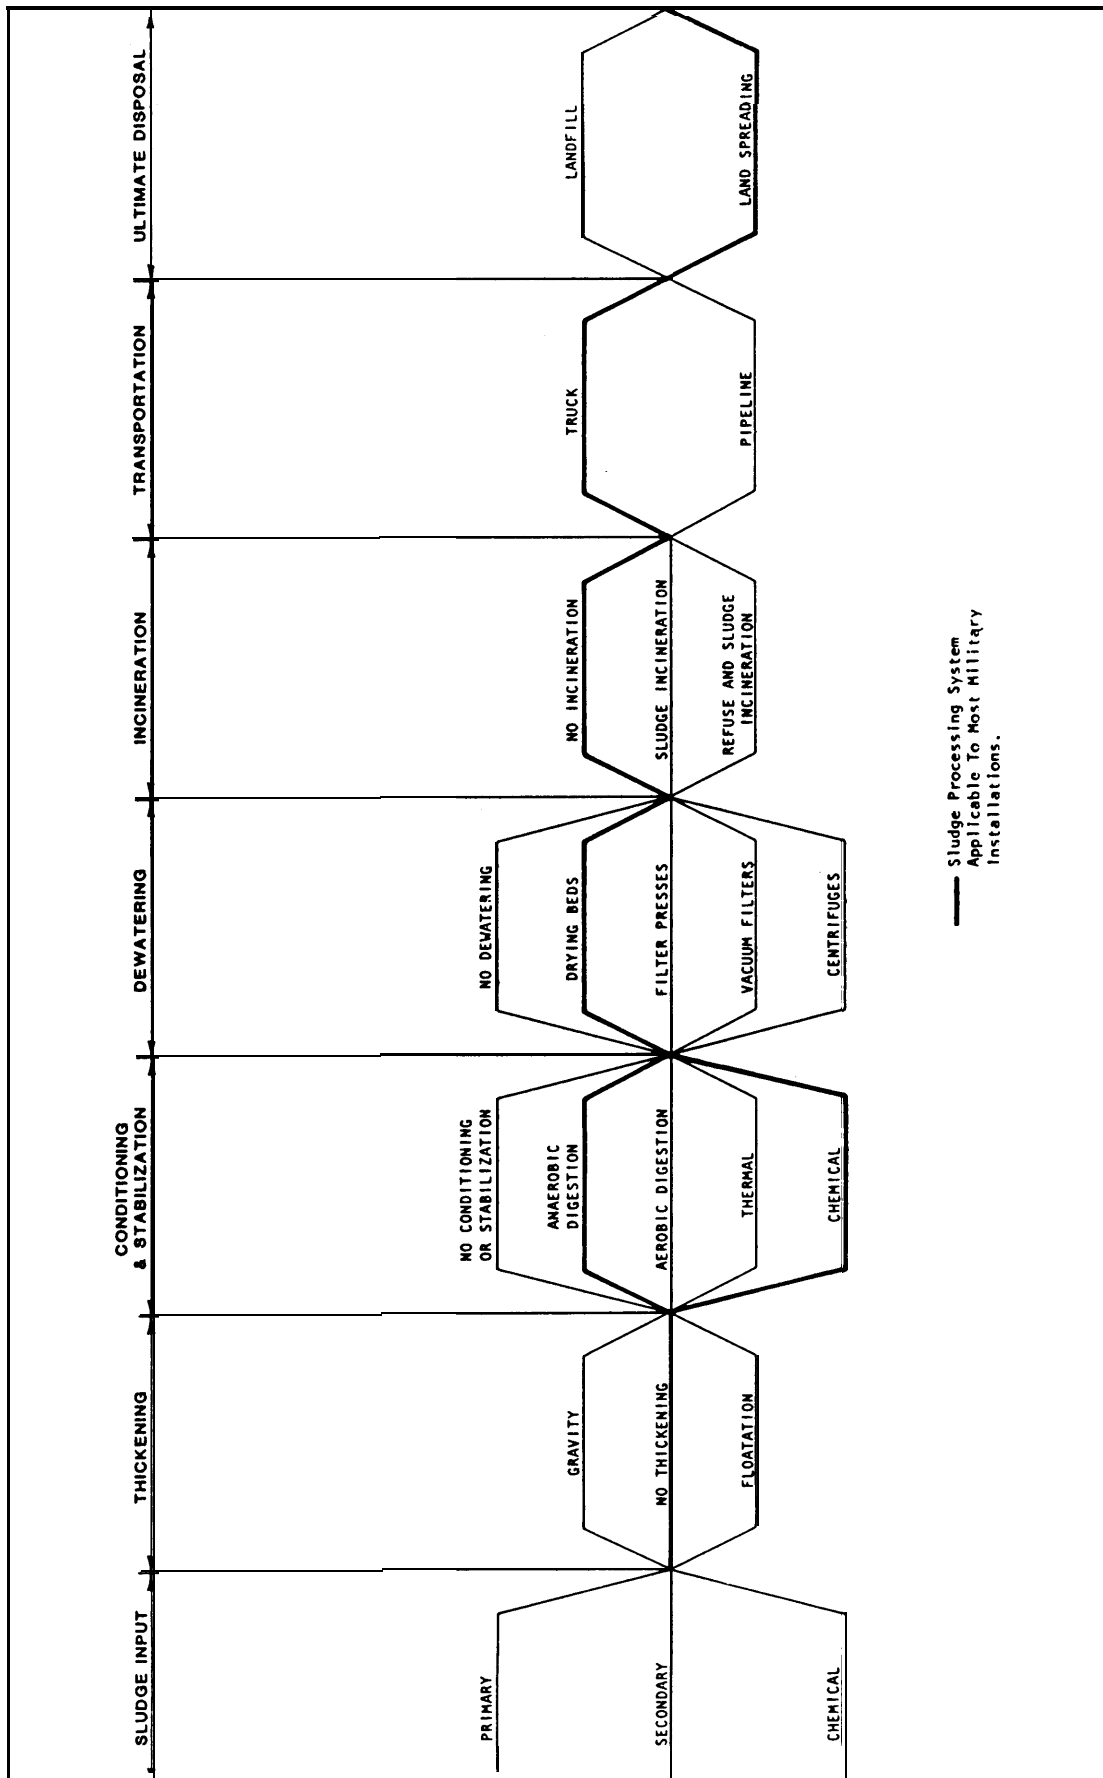 SLUDGE INPUT
THICKENING
CONDITIONING
& STABILIZATION
DEWATERING
INCINERATION
TRANSPORTATION
ULTIMATE DISPOSAL
PRIMARY
SECONDARY
CHEMICAL
GRAVITY
NO THICKENING
FLOATATION
NO CONDITIONING
OR STABILIZATION
ANAEROBIC
DIGESTION
AEROBIC DIGESTION
THERMAL
CHEMICAL
NO DEWATERING
DRYING BEDS
FILTER PRESSES
VACUUM FILTERS
CENTRIFUGES
NO INCINERATION
SLUDGE INCINERATION
REFUSE AND SLUDGE
INCINERATION
TRUCK
PIPELINE
LANDFILL
LAND SPREADING
Sludge Processing System
Applicable To Most Military
Installations.